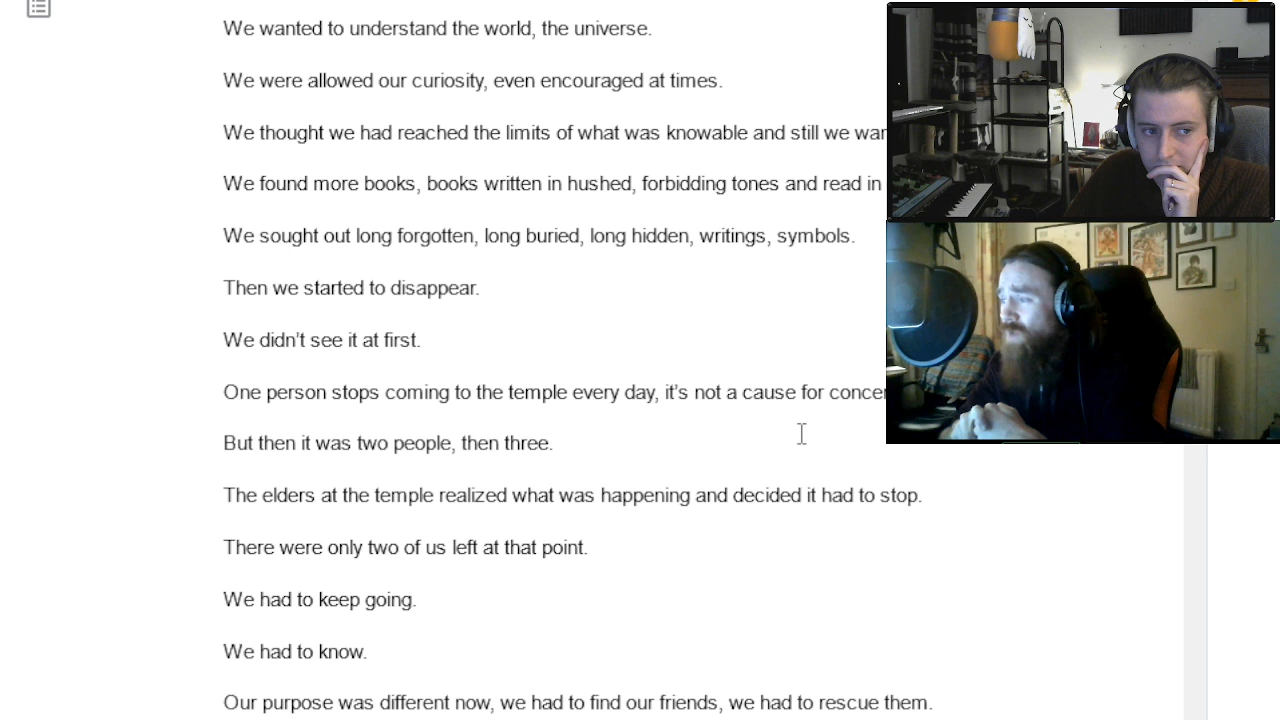 We wanted to understand the world, the universe.
We were allowed our curiosity, even encouraged at times.
We thought we had reached the limits of what was knowable and still we
We found more books, books written in hushed, forbidding tones and read in
We sought out long forgotten, long buried, long hidden, writings, symbols.
Then we started to disappear.
We didn’t see it at first.
One person stops coming to the temple every day, it’s not a cause for
But then it was two people, then three.
The elders at the temple realized what was happening and decided it had to stop.
There were only two of us left at that point.
We had to keep going.
We had to know.
Our purpose was different now, we had to find our friends, we had to rescue them.